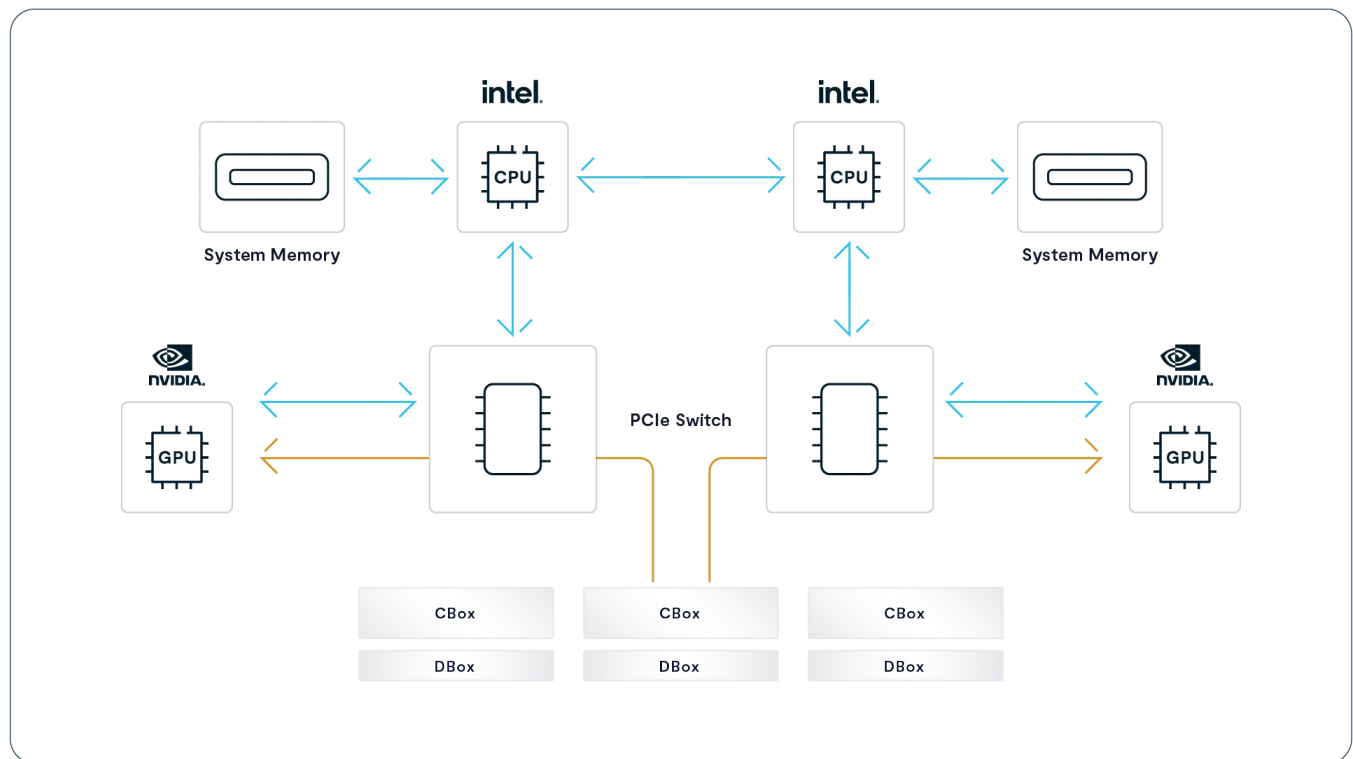 intel.
intel.
CPU
CPU
System Memory
System Memory
NVIDIA.
NVIDIA.
PCIe Switch
GPU
GPU
CBox
CBox
CBox
DBox
DBox
DBox